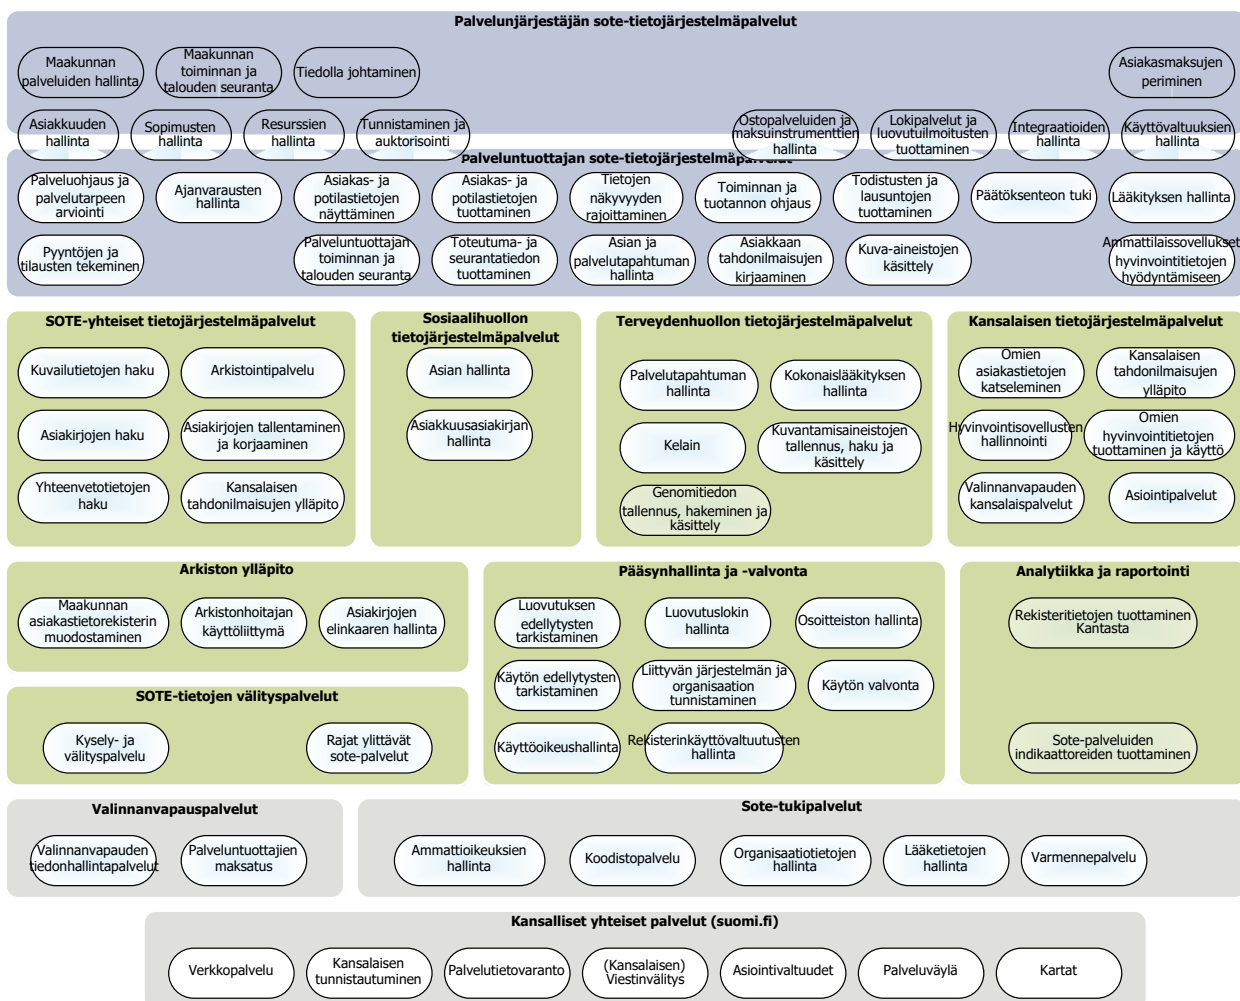 Palvelunjärjestäjän sote-tietojärjestelmäpalvelut
Maakunnan
palveluiden hallinta
Maakunnan
toiminnan ja
talouden seuranta
Tiedolla johtaminen
Asiakasmaksujen
periminen
Asiakkuuden
hallinta
Sopimusten
hallinta
Resurssien
hallinta
Tunnistaminen ja
auktorisointi
Ostopalveluiden ja
maksuinstrumenttien
hallinta
Lokipalvelut ja
luovutuilmoitusten
tuottaminen
Integraatioiden
hallinta
Käyttövaltuuksien
hallinta
Palveluntuottajan sote-tietojärjestelmäpalvelut
Palveluohjaus ja
palvelutarpeen
arviointi
Ajanvarausten
hallinta
Asiakas- ja
potilastietojen
näyttäminen
Asiakas- ja
potilastietojen
tuottaminen
Tietojen
näkyvyyden
rajoittaminen
Toiminnan ja
tuotannon ohjaus
Todistusten ja
lausuntojen
tuottaminen
Päätöksenteon tuki
Lääkityksen hallinta
Pyyntöjen ja
tilausten tekeminen
Palveluntuottajan
toiminnan ja
talouden seuranta
Toteutuma- ja
seurantatiedon
tuottaminen
Asian ja
palvelutapahtuman
hallinta
Asiakkaan
tahdonilmaisujen
kirjaaminen
Kuva-aineistojen
käsittely
Ammattilaissovellukset
hyvinvointitietojen
hyödyntämiseen
SOTE-yhteiset tietojärjestelmäpalvelut
Kuvailutietojen haku
Arkistointipalvelu
Asiakirjojen haku
Asiakirjojen tallentaminen
ja korjaaminen
Yhteenvetotietojen
haku
Kansalaisen
tahdonilmaisujen ylläpito
Sosiaalihuollon
tietojärjestelmäpalvelut
Asian hallinta
Asiakkuusasiakirjan
hallinta
Terveydenhuollon tietojärjestelmäpalvelut
Palvelutapahtuman
hallinta
Kokonaislääkityksen
hallinta
Kelain
Kuvantamisaineistojen
tallennus, haku ja
käsittely
Genomitiedon
tallennus, hakeminen ja
käsittely
Kansalaisen tietojärjestelmäpalvelut
Omien
asiakastietojen
katseleminen
Kansalaisen
tahdonilmaisujen
ylläpito
Hyvinvointisovellusten
hallinnointi
Omien
hyvinvointitietojen
tuottaminen ja käyttö
Valinnanvapauden
kansalaispalvelut
Asiointipalvelut
Arkiston ylläpito
Maakunnan
asiakastietorekisterin
muodostaminen
Arkistonhoitajan
käyttöliittymä
Asiakirjojen
elinkaaren hallinta
Pääsynhallinta ja -valvonta
Luovutuksen
edellytysten
tarkistaminen
Luovutuslokin
hallinta
Osoitteiston hallinta
Käytön edellytysten
tarkistaminen
Liittyvän järjestelmän ja
organisaation
tunnistaminen
Käytön valvonta
Käyttöoikeushallinta
Rekisterinkäyttövaltuutusten
hallinta
Analytiikka ja raportointi
Rekisteritietojen tuottaminen
Kantasta
Sote-palveluiden
indikaattoreiden tuottaminen
SOTE-tietojen välityspalvelut
Kysely- ja
välityspalvelu
Rajat ylittävät
sote-palvelut
Valinnanvapauspalvelut
Valinnanvapauden
tiedonhallintapalvelut
Palveluntuottajien
maksatus
Sote-tukipalvelut
Ammattioikeuksien
hallinta
Koodistopalvelu
Organisaatiotietojen
hallinta
Lääketietojen
hallinta
Varmennepalvelu
Kansalliset yhteiset palvelut (suomi.fi)
Verkkopalvelu
Kansalaisen
tunnistautuminen
Palvelutietovaranto
(Kansalaisen)
Viestinvälitys
Asiointivaltuudet
Palveluväylä
Kartat